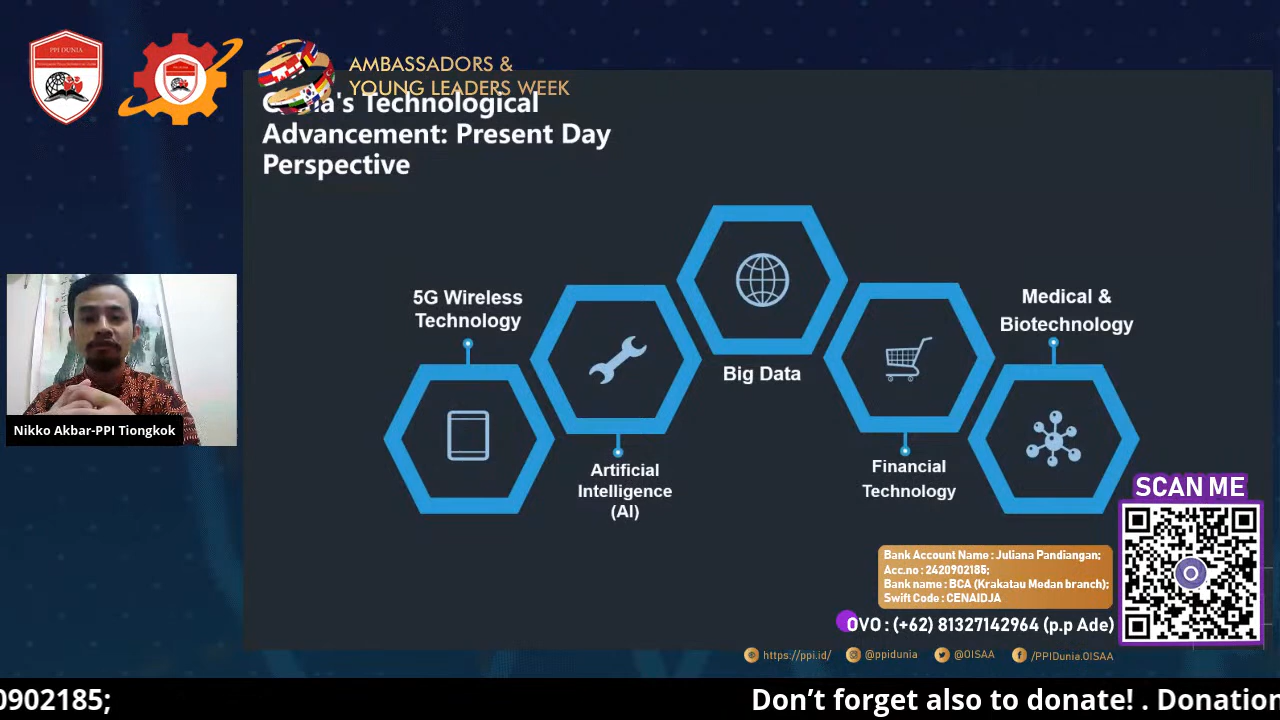 PPI DUNIA
AMBASSADORS &
YOUNG LEADERS WEEK
China's Technological
Advancement: Present Day
Perspective
5G Wireless
Technology
Artificial
Intelligence
(AI)
Big Data
Financial
Technology
Medical &
Biotechnology
Nikko Akbar-PPI Tiongkok
SCAN ME
Bank Account Name : Juliana Pandiangan;
Acc.no : 2420902185;
Bank name : BCA (Krakatau Medan branch);
Swift Code : CENAIDJA
OVO : (+62) 81327142964 (p.p Ade)
https://ppi.id/ @ppidunia @OISAA /PPIDunia.OISAA
0902185; Don't forget also to donate! . Donation